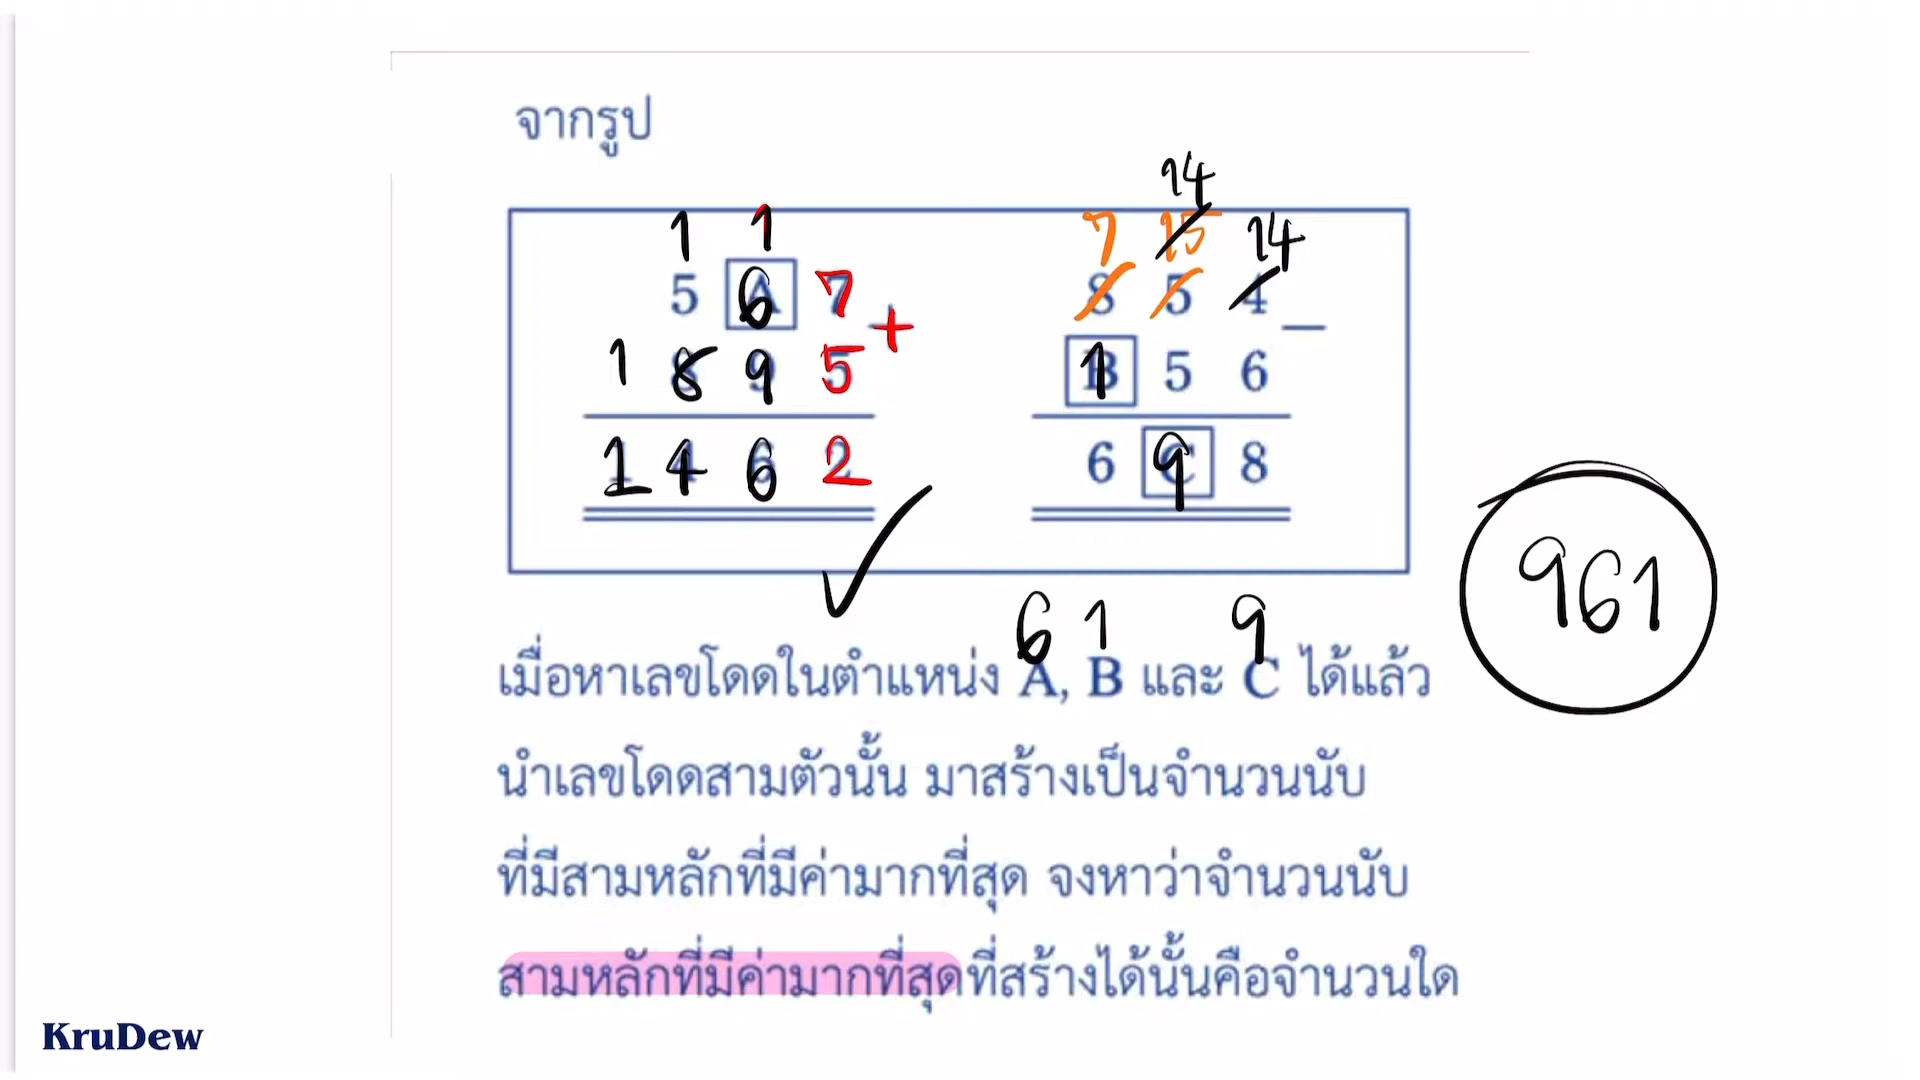 จากรูป
14
1 1 7 15 14
5 6 7 + 8 5 4 −
1 8 9 5 1 5 6
1 4 6 2 6 9 8
961
6 1 9
เมื่อหาเลขโดดในตำแหน่ง A, B และ C ได้แล้ว
นำเลขโดดสามตัวนั้น มาสร้างเป็นจำนวนนับ
ที่มีสามหลักที่มีค่ามากที่สุด จงหาว่าจำนวนนับ
สามหลักที่มีค่ามากที่สุดที่สร้างได้นั้นคือจำนวนใด
KruDew